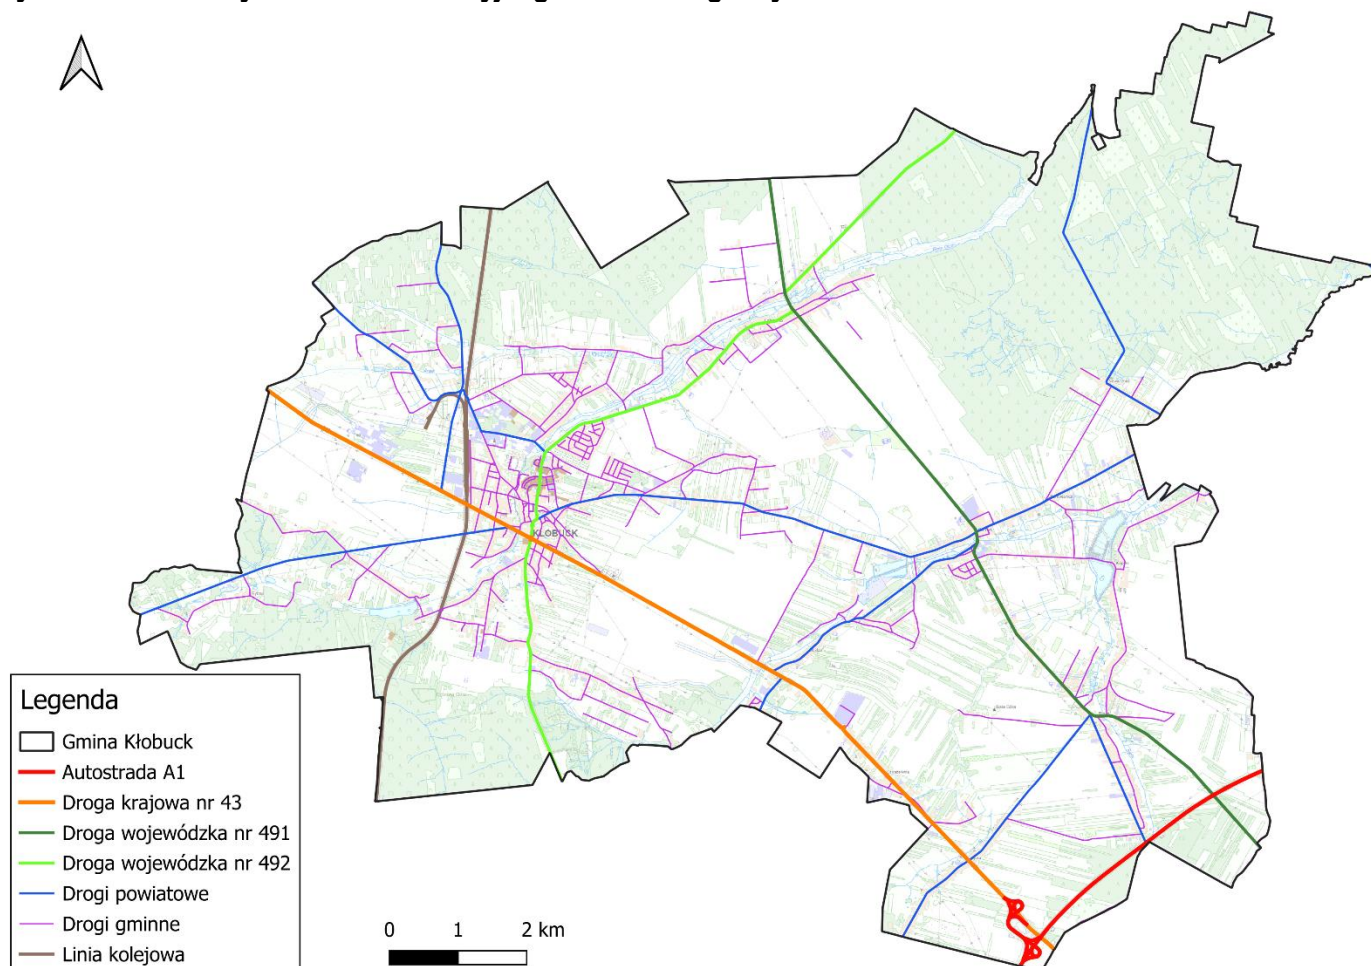 KŁOBUCK
Legenda
Gmina Kłobuck
Autostrada A1
Droga krajowa nr 43
Droga wojewódzka nr 491
Droga wojewódzka nr 492
Drogi powiatowe
Drogi gminne
Linia kolejowa
0 1 2 km